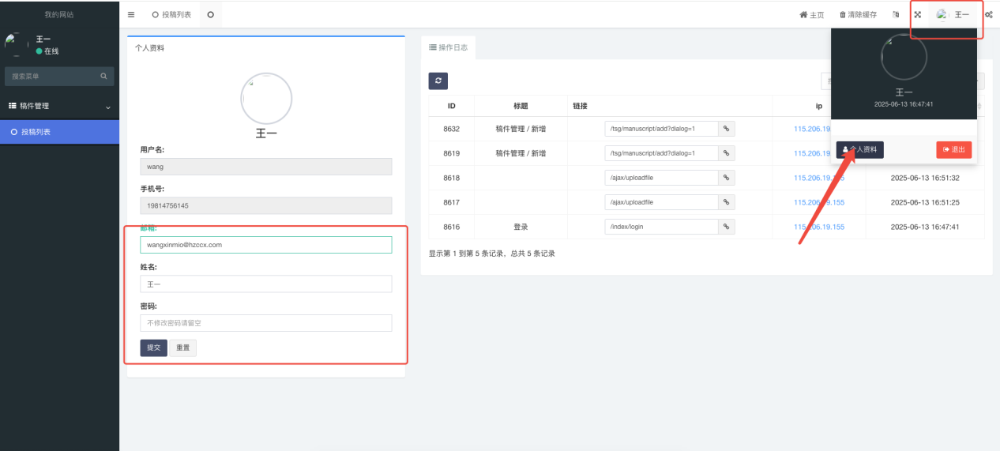 我的网站
投稿列表
主页
清除缓存
王一
王一
在线
搜索菜单
稿件管理
投稿列表
个人资料
王一
用户名:
wang
手机号:
19814756145
邮箱:
wangxinmio@hzccx.com
姓名:
王一
密码:
不修改密码请留空
提交 重置
操作日志
ID 标题 链接 ip
8632 稿件管理 / 新增 /tsg/manuscript/add?dialog=1 115.206.19
8619 稿件管理 / 新增 /tsg/manuscript/add?dialog=1 115.206.19
8618 /ajax/uploadfile 115.206.19. 5 2025-06-13 16:51:32
8617 /ajax/uploadfile 115.206.19.155 2025-06-13 16:51:25
8616 登录 /index/login 115.206.19.155 2025-06-13 16:47:41
显示第 1 到第 5 条记录，总共 5 条记录
王一
2025-06-13 16:47:41
个人资料 退出